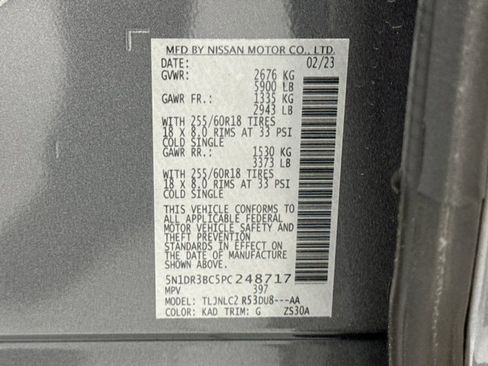 MFD BY NISSAN MOTOR CO., LTD.
DATE: 02/23
GVWR: 2676 KG
5900 LB
GAWR FR.: 1335 KG
2943 LB
WITH 255/60R18 TIRES
18 X 8.0 RIMS AT 33 PSI
COLD SINGLE
GAWR RR.: 1530 KG
3373 LB
WITH 255/60R18 TIRES
18 X 8.0 RIMS AT 33 PSI
COLD SINGLE
THIS VEHICLE CONFORMS TO
ALL APPLICABLE FEDERAL
MOTOR VEHICLE SAFETY
AND THEFT PREVENTION
STANDARDS IN EFFECT ON
THE DATE OF MANUFACTURE
SHOWN ABOVE.
5N1DR3BC5PC248717
MPV 397
MODEL: TLJNLC2 R53DU8---AA
COLOR: KAD TRIM: G ZS30A